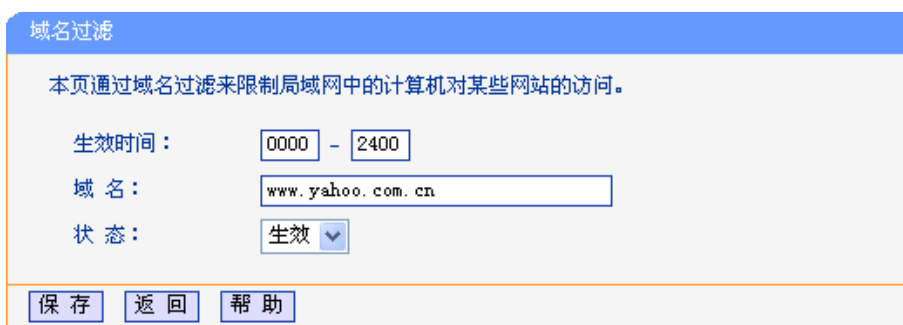 域名过滤
本页通过域名过滤来限制局域网中的计算机对某些网站的访问。
生效时间： 0000 - 2400
域 名： www.yahoo.com.cn
状 态： 生效
保 存 返 回 帮 助